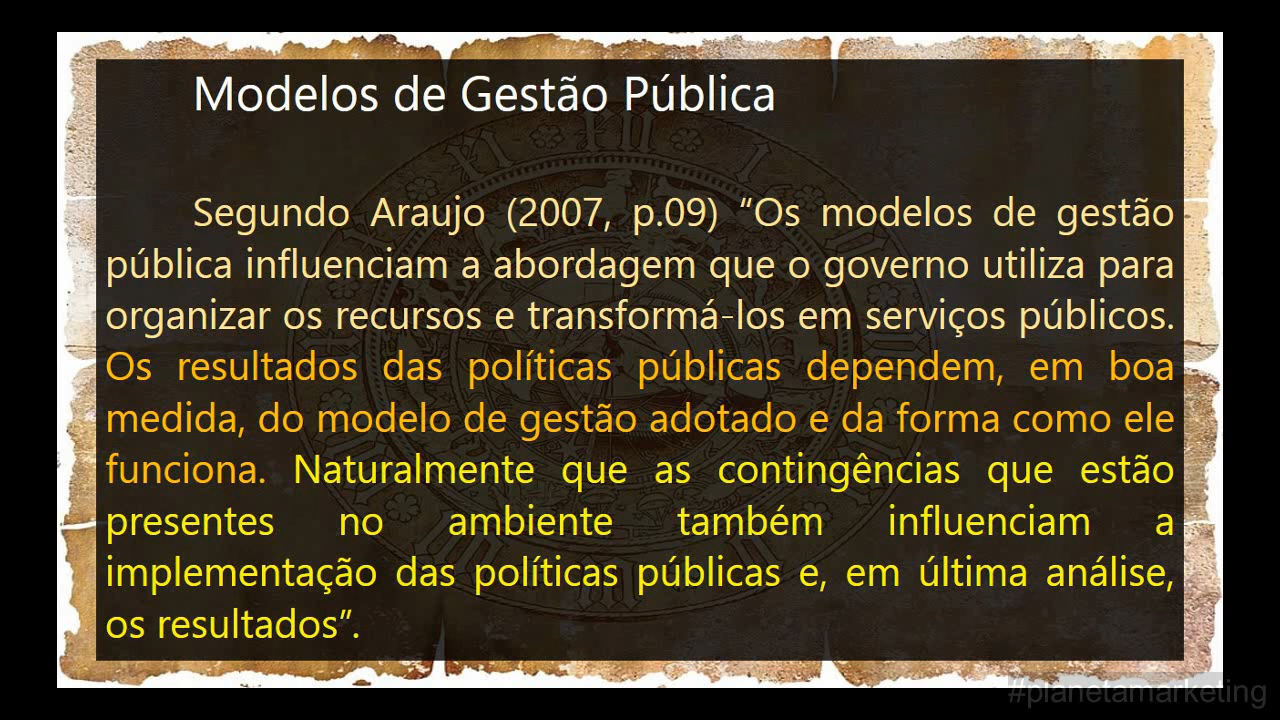 Modelos de Gestão Pública
Segundo Araujo (2007, p.09) “Os modelos de gestão
pública influenciam a abordagem que o governo utiliza para
organizar os recursos e transformá-los em serviços públicos.
Os resultados das políticas públicas dependem, em boa
medida, do modelo de gestão adotado e da forma como ele
funciona. Naturalmente que as contingências que estão
presentes no ambiente também influenciam a
implementação das políticas públicas e, em última análise,
os resultados”.
#planetamarketing